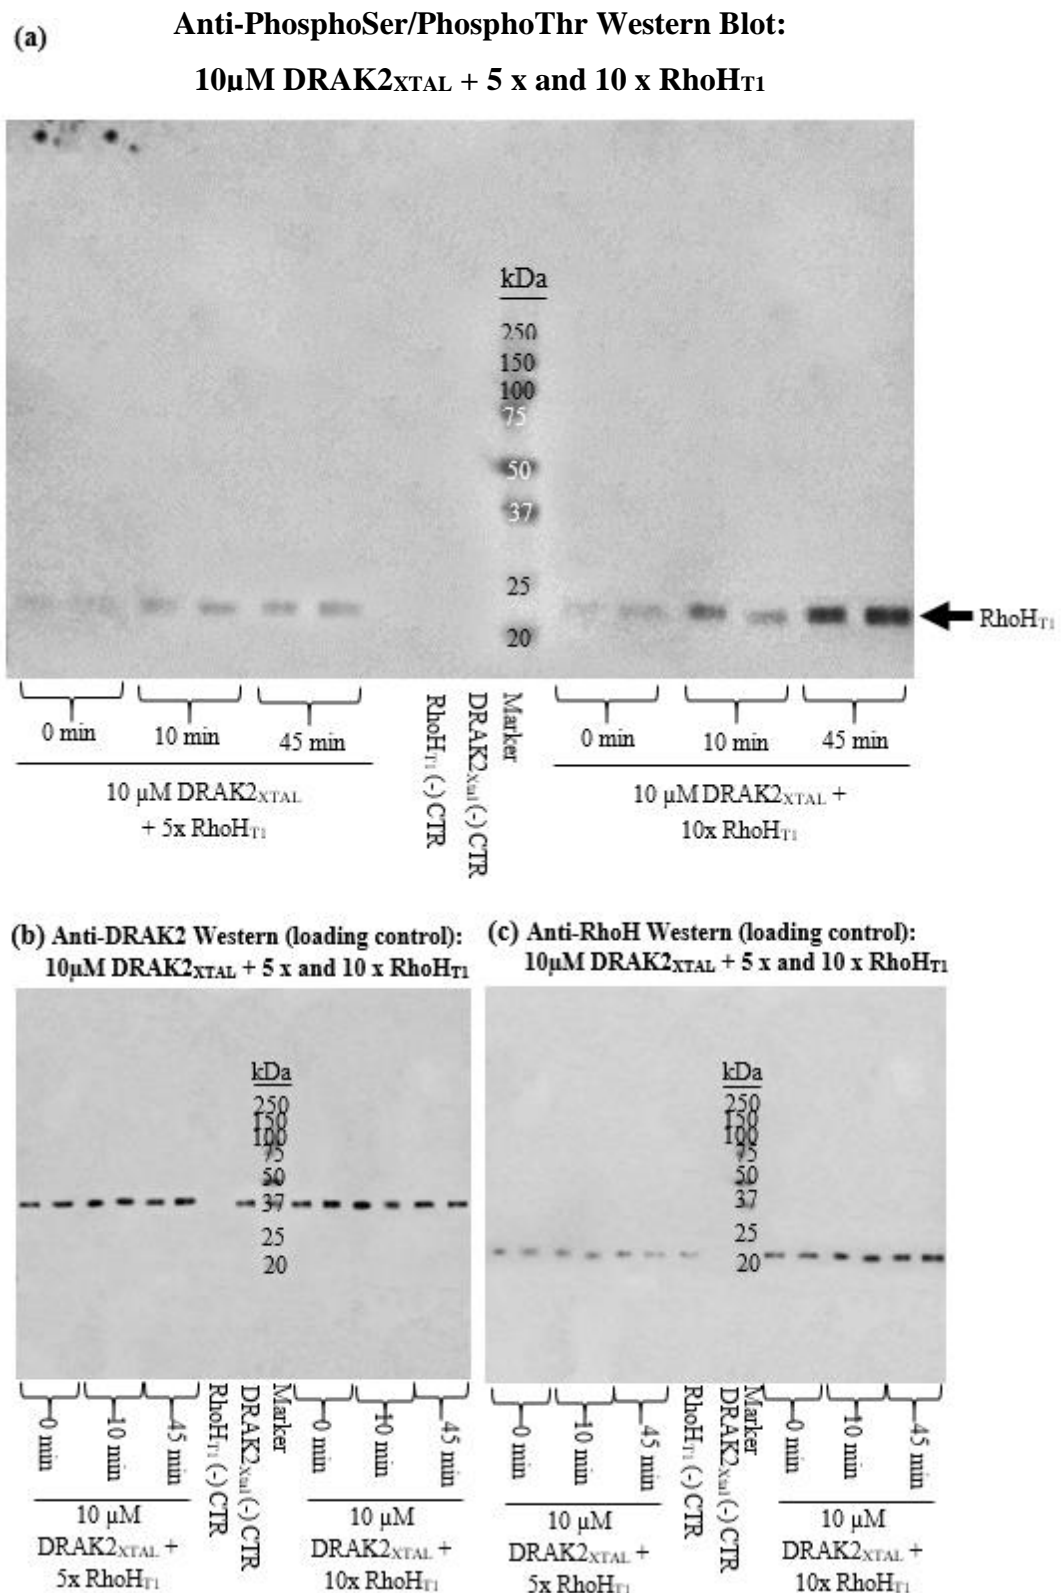 (a)
Anti-PhosphoSer/PhosphoThr Western Blot:
10µM DRAK2XTAL + 5 x and 10 x RhoHT1
kDa
250
150
100
75
50
37
25
20
RhoHT1
0 min
10 min
45 min
10 µM DRAK2XTAL
+ 5x RhoHT1
RhoHT1 (-) CTR
DRAK2Xtal (-) CTR
Marker
0 min
10 min
45 min
10 µM DRAK2XTAL +
10x RhoHT1
(b) Anti-DRAK2 Western (loading control):
10µM DRAK2XTAL + 5 x and 10 x RhoHT1
kDa
250
150
100
75
50
37
25
20
0 min
10 min
45 min
RhoHT1 (-) CTR
DRAK2Xtal (-) CTR
Marker
0 min
10 min
45 min
10 µM
DRAK2XTAL +
5x RhoHT1
10 µM
DRAK2XTAL +
10x RhoHT1
(c) Anti-RhoH Western (loading control):
10µM DRAK2XTAL + 5 x and 10 x RhoHT1
kDa
250
150
100
75
50
37
25
20
0 min
10 min
45 min
RhoHT1 (-) CTR
DRAK2Xtal (-) CTR
Marker
0 min
10 min
45 min
10 µM
DRAK2XTAL +
5x RhoHT1
10 µM
DRAK2XTAL +
10x RhoHT1